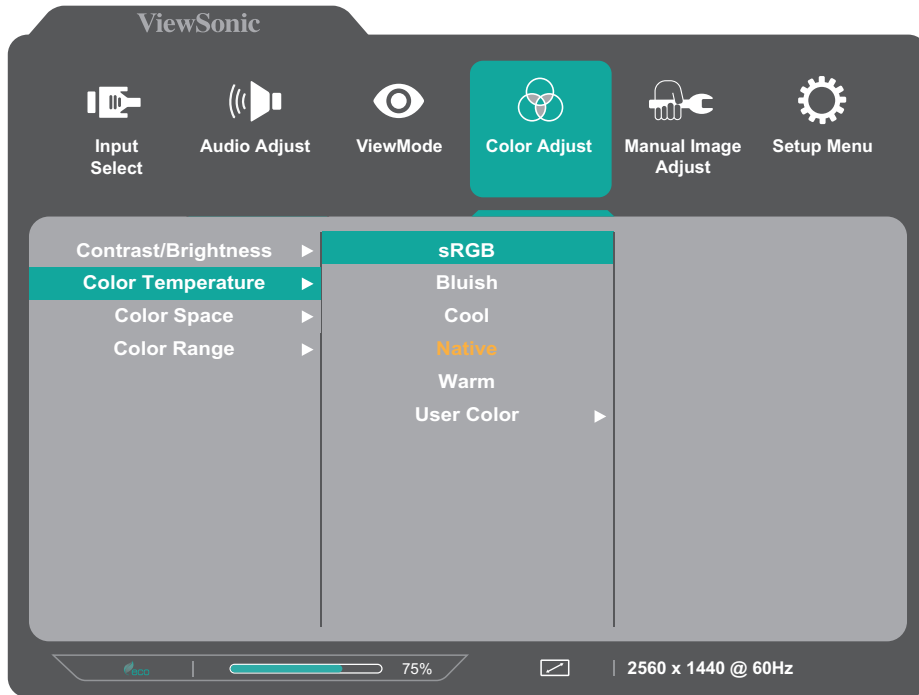 ViewSonic
Input Select
Audio Adjust
ViewMode
Color Adjust
Manual Image Adjust
Setup Menu
Contrast/Brightness
Color Temperature
Color Space
Color Range
sRGB
Bluish
Cool
Native
Warm
User Color
eco
75%
2560 x 1440 @ 60Hz